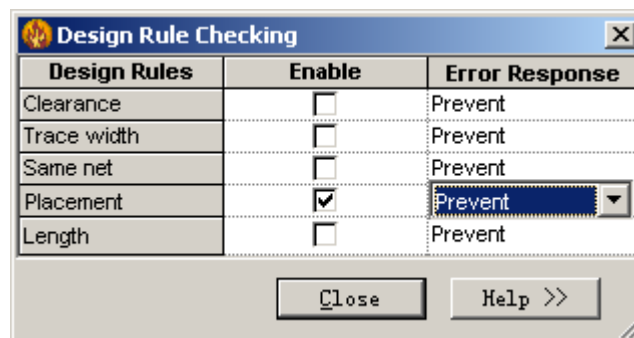 Design Rule Checking
Design Rules Enable Error Response
Clearance Prevent
Trace width Prevent
Same net Prevent
Placement Prevent
Length Prevent
Close Help >>